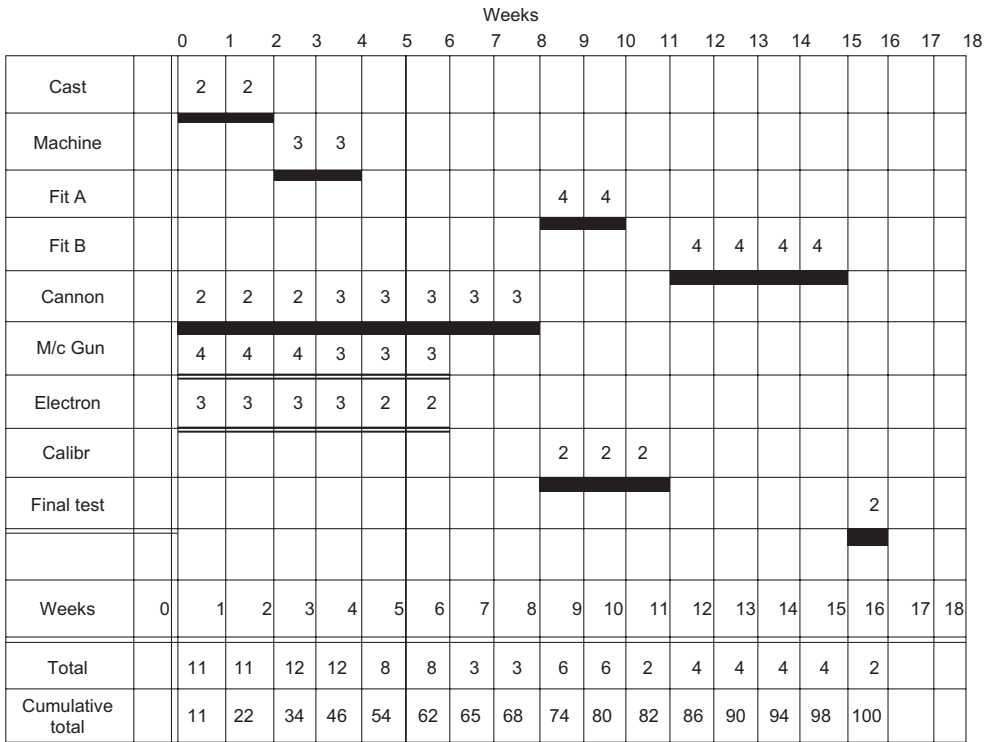 Weeks
0 1 2 3 4 5 6 7 8 9 10 11 12 13 14 15 16 17 18
Cast 2 2
Machine 3 3
Fit A 4 4
Fit B 4 4 4 4
Cannon 2 2 2 3 3 3 3 3
M/c Gun 4 4 4 3 3 3
Electron 3 3 3 3 2 2
Calibr 2 2 2
Final test 2
Weeks 0 1 2 3 4 5 6 7 8 9 10 11 12 13 14 15 16 17 18
Total 11 11 12 12 8 8 3 3 6 6 2 4 4 4 4 2
Cumulative
total 11 22 34 46 54 62 65 68 74 80 82 86 90 94 98 100